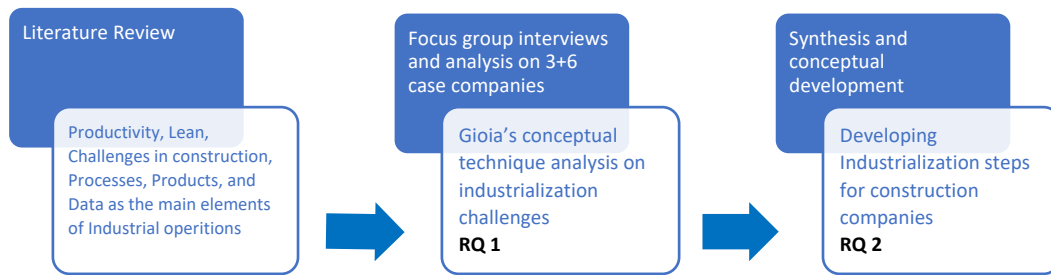 Literature Review
Productivity, Lean,
Challenges in construction,
Processes, Products, and
Data as the main elements
of Industrial operitions
Focus group interviews
and analysis on 3+6
case companies
Gioia's conceptual
technique analysis on
industrialization
challenges
RQ 1
Synthesis and
conceptual
development
Developing
Industrialization steps
for construction
companies
RQ 2